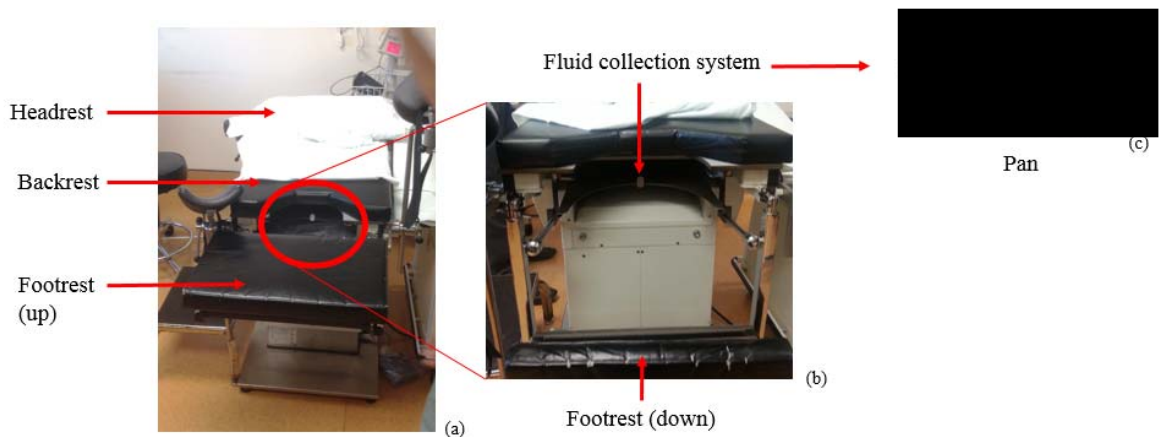 Fluid collection system
Headrest
(c)
Pan
Backrest
Footrest
(up)
(b)
Footrest (down)
(a)